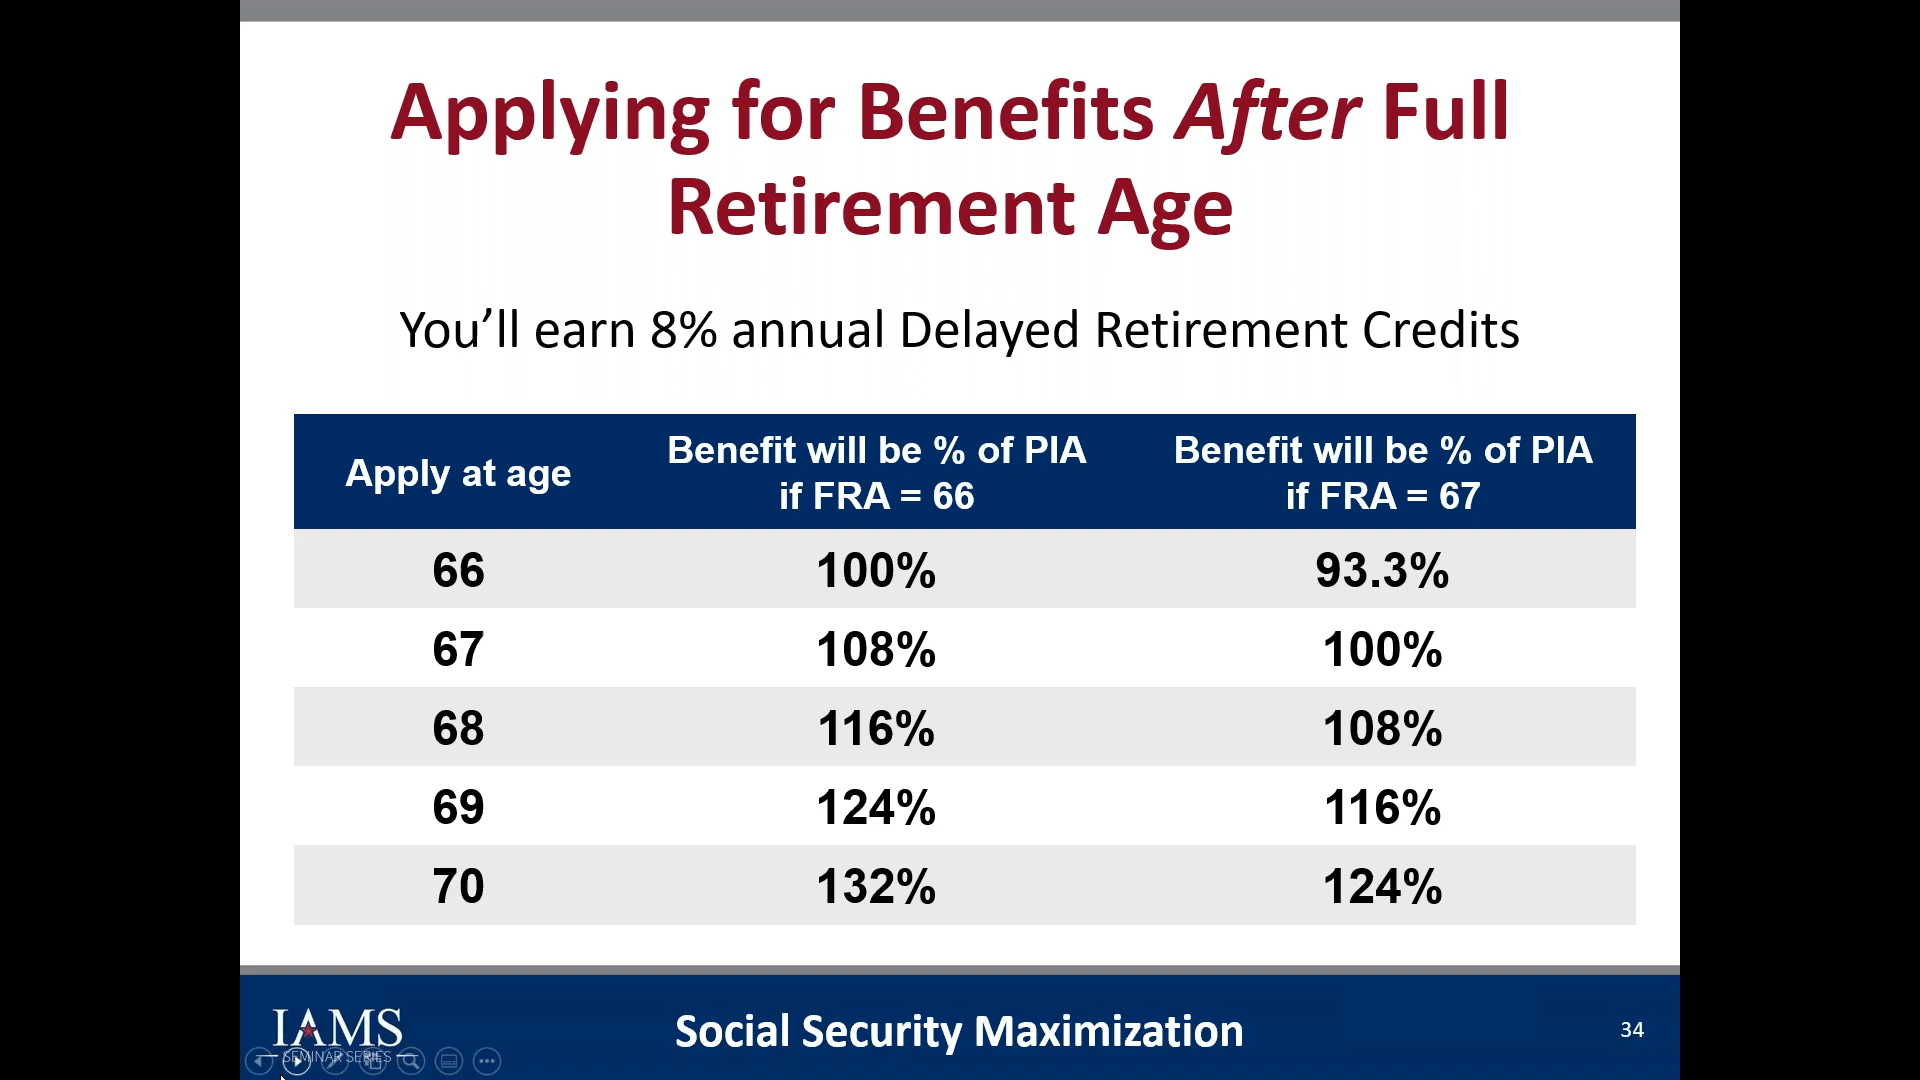 Applying for Benefits After Full
Retirement Age
You’ll earn 8% annual Delayed Retirement Credits
Apply at age
Benefit will be % of PIA
if FRA = 66
Benefit will be % of PIA
if FRA = 67
66 100% 93.3%
67 108% 100%
68 116% 108%
69 124% 116%
70 132% 124%
IAMS
SEMINAR SERIES
Social Security Maximization
34